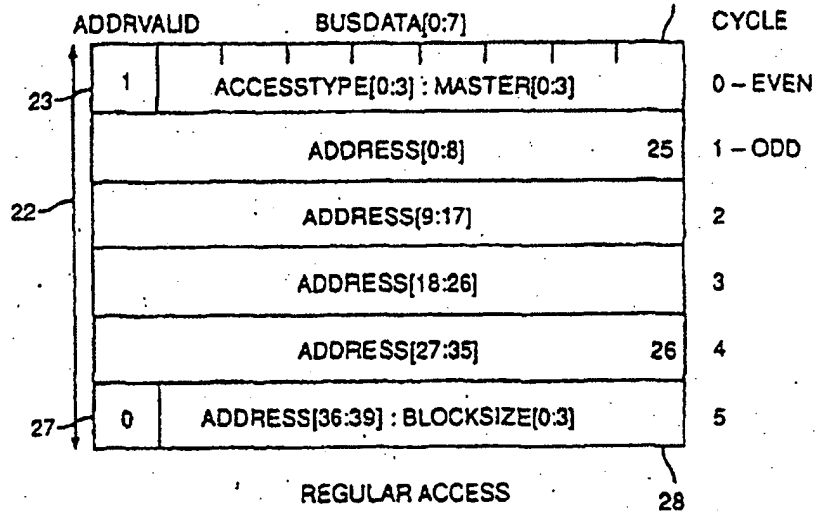 ADDRVALID BUSDATA[0:7] CYCLE
23 1 ACCESSTYPE[0:3] : MASTER[0:3] 0 – EVEN
ADDRESS[0:8] 25 1 – ODD
22 ADDRESS[9:17] 2
ADDRESS[18:26] 3
ADDRESS[27:35] 26 4
27 0 ADDRESS[36:39] : BLOCKSIZE[0:3] 5
REGULAR ACCESS 28